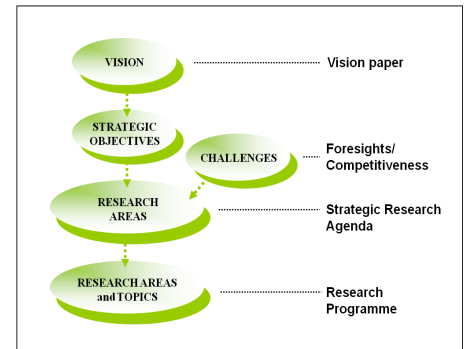 VISION
Vision paper
STRATEGIC
OBJECTIVES
CHALLENGES
Foresights/
Competitiveness
RESEARCH
AREAS
Strategic Research
Agenda
RESEARCH AREAS
and TOPICS
Research
Programme